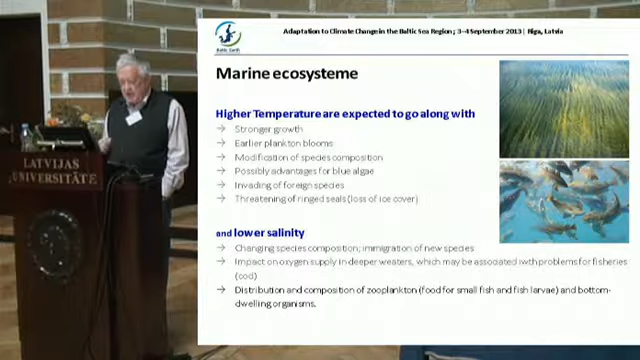 Adaptation to Climate Change in the Baltic Sea Region; 3-4 September 2013 | Riga, Latvia
Baltic Earth
Marine ecosysteme
Higher Temperature are expected to go along with
→ Stronger growth
→ Earlier plankton blooms
→ Modification of species composition
→ Possibly advantages for blue algae
→ Invading of foreign species
→ Threatening of ringed seals (loss of ice cover)
and lower salinity
→ Changing species composition; immigration of new species
→ Impact on oxygen supply in deeper weaters, which may be associated iwth problems for fisheries
(cod)
→ Distribution and composition of zooplankton (food for small fish and fish larvae) and bottom-
dwelling organisms.
LATVIJAS
UNIVERSITĀTE